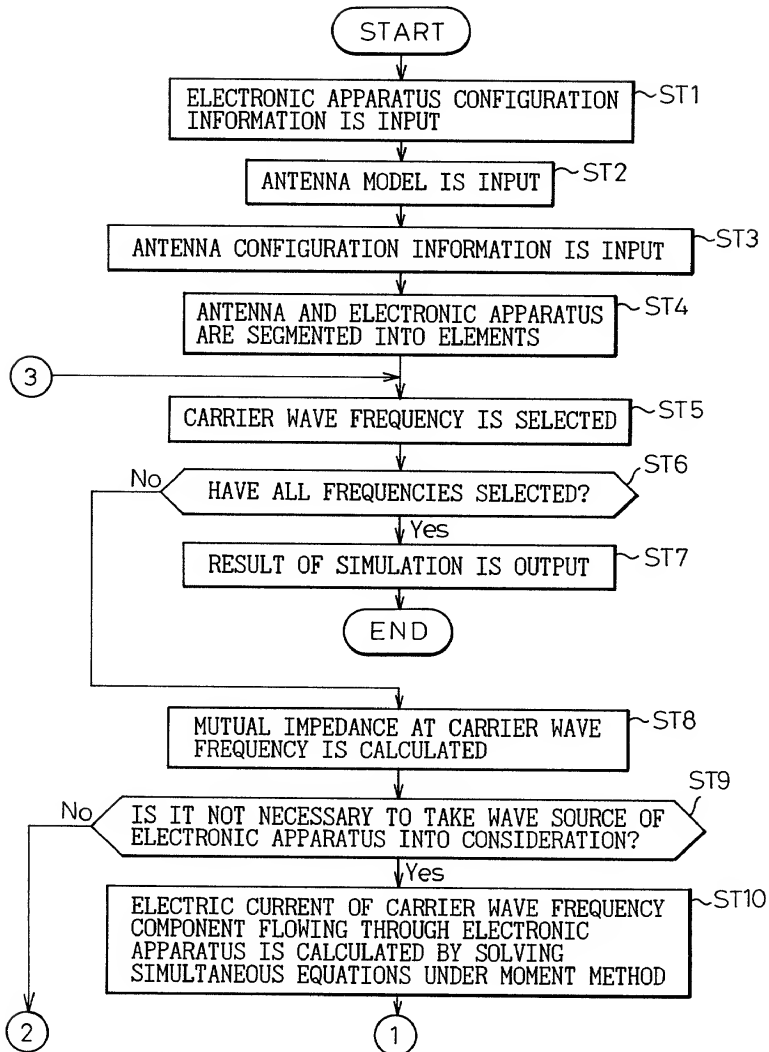 START
ELECTRONIC APPARATUS CONFIGURATION
INFORMATION IS INPUT
ST1
ANTENNA MODEL IS INPUT
ST2
ANTENNA CONFIGURATION INFORMATION IS INPUT
ST3
ANTENNA AND ELECTRONIC APPARATUS
ARE SEGMENTED INTO ELEMENTS
ST4
3
CARRIER WAVE FREQUENCY IS SELECTED
ST5
No
HAVE ALL FREQUENCIES SELECTED?
ST6
Yes
RESULT OF SIMULATION IS OUTPUT
ST7
END
MUTUAL IMPEDANCE AT CARRIER WAVE
FREQUENCY IS CALCULATED
ST8
No
IS IT NOT NECESSARY TO TAKE WAVE SOURCE OF
ELECTRONIC APPARATUS INTO CONSIDERATION?
ST9
Yes
ELECTRIC CURRENT OF CARRIER WAVE FREQUENCY
COMPONENT FLOWING THROUGH ELECTRONIC
APPARATUS IS CALCULATED BY SOLVING
SIMULTANEOUS EQUATIONS UNDER MOMENT METHOD
ST10
2
1